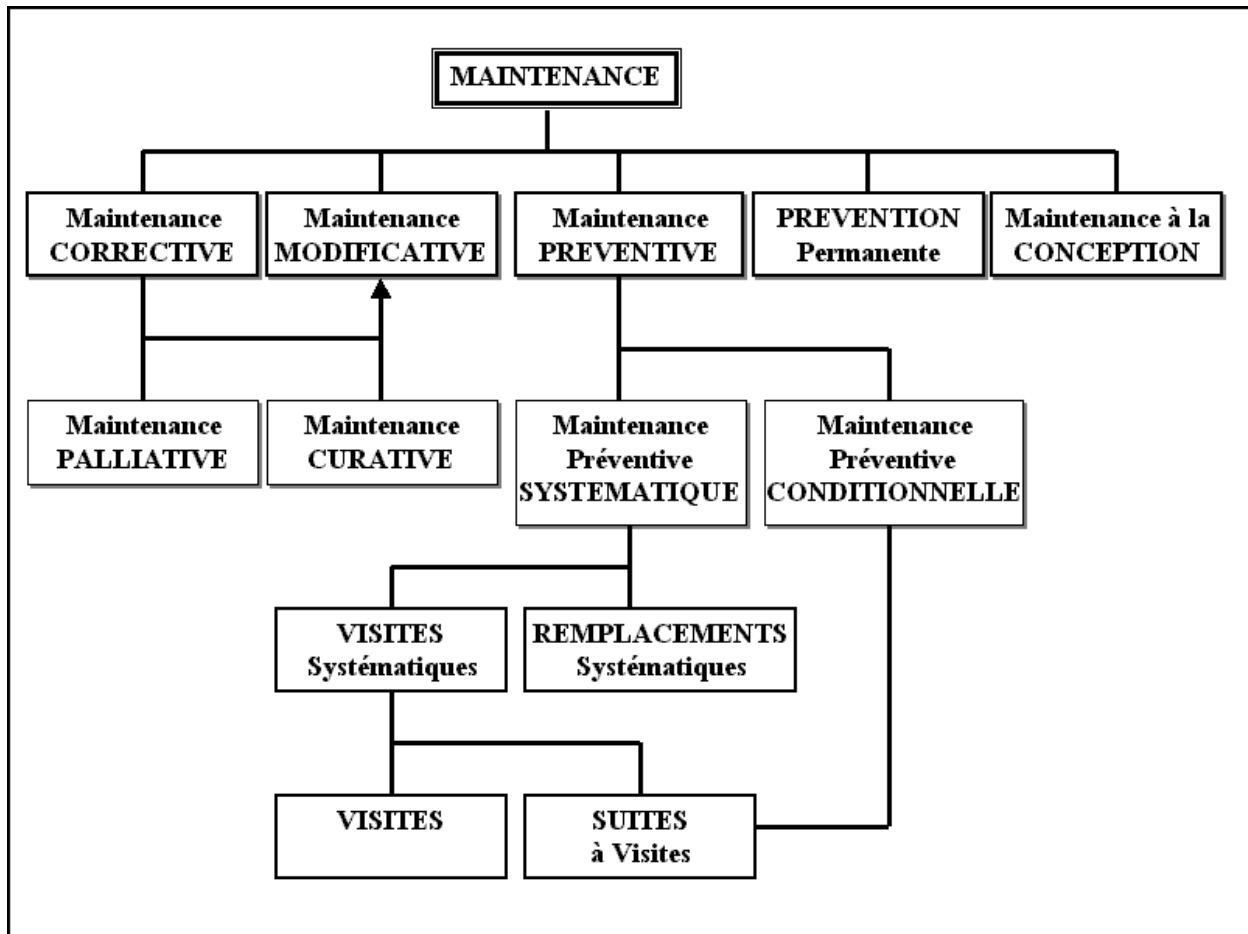 MAINTENANCE
Maintenance
CORRECTIVE
Maintenance
MODIFICATIVE
Maintenance
PREVENTIVE
PREVENTION
Permanente
Maintenance à la
CONCEPTION
Maintenance
PALLIATIVE
Maintenance
CURATIVE
Maintenance
Préventive
SYSTEMATIQUE
Maintenance
Préventive
CONDITIONNELLE
VISITES
Systématiques
REMPLACEMENTS
Systématiques
VISITES
SUITES
à Visites